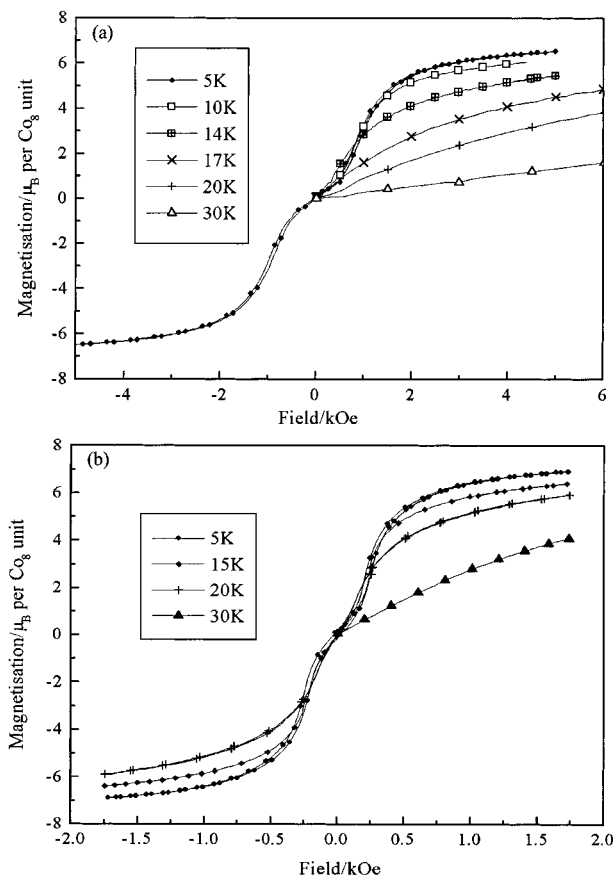 (a)
8
6
4
2
0
-2
-4
-6
-8
Magnetisation/μB per Co8 unit
5K
10K
14K
17K
20K
30K
-4 -2 0 2 4 6
Field/kOe
(b)
8
6
4
2
0
-2
-4
-6
-8
Magnetisation/μB per Co8 unit
5K
15K
20K
30K
-2.0 -1.5 -1.0 -0.5 0.0 0.5 1.0 1.5 2.0
Field/kOe